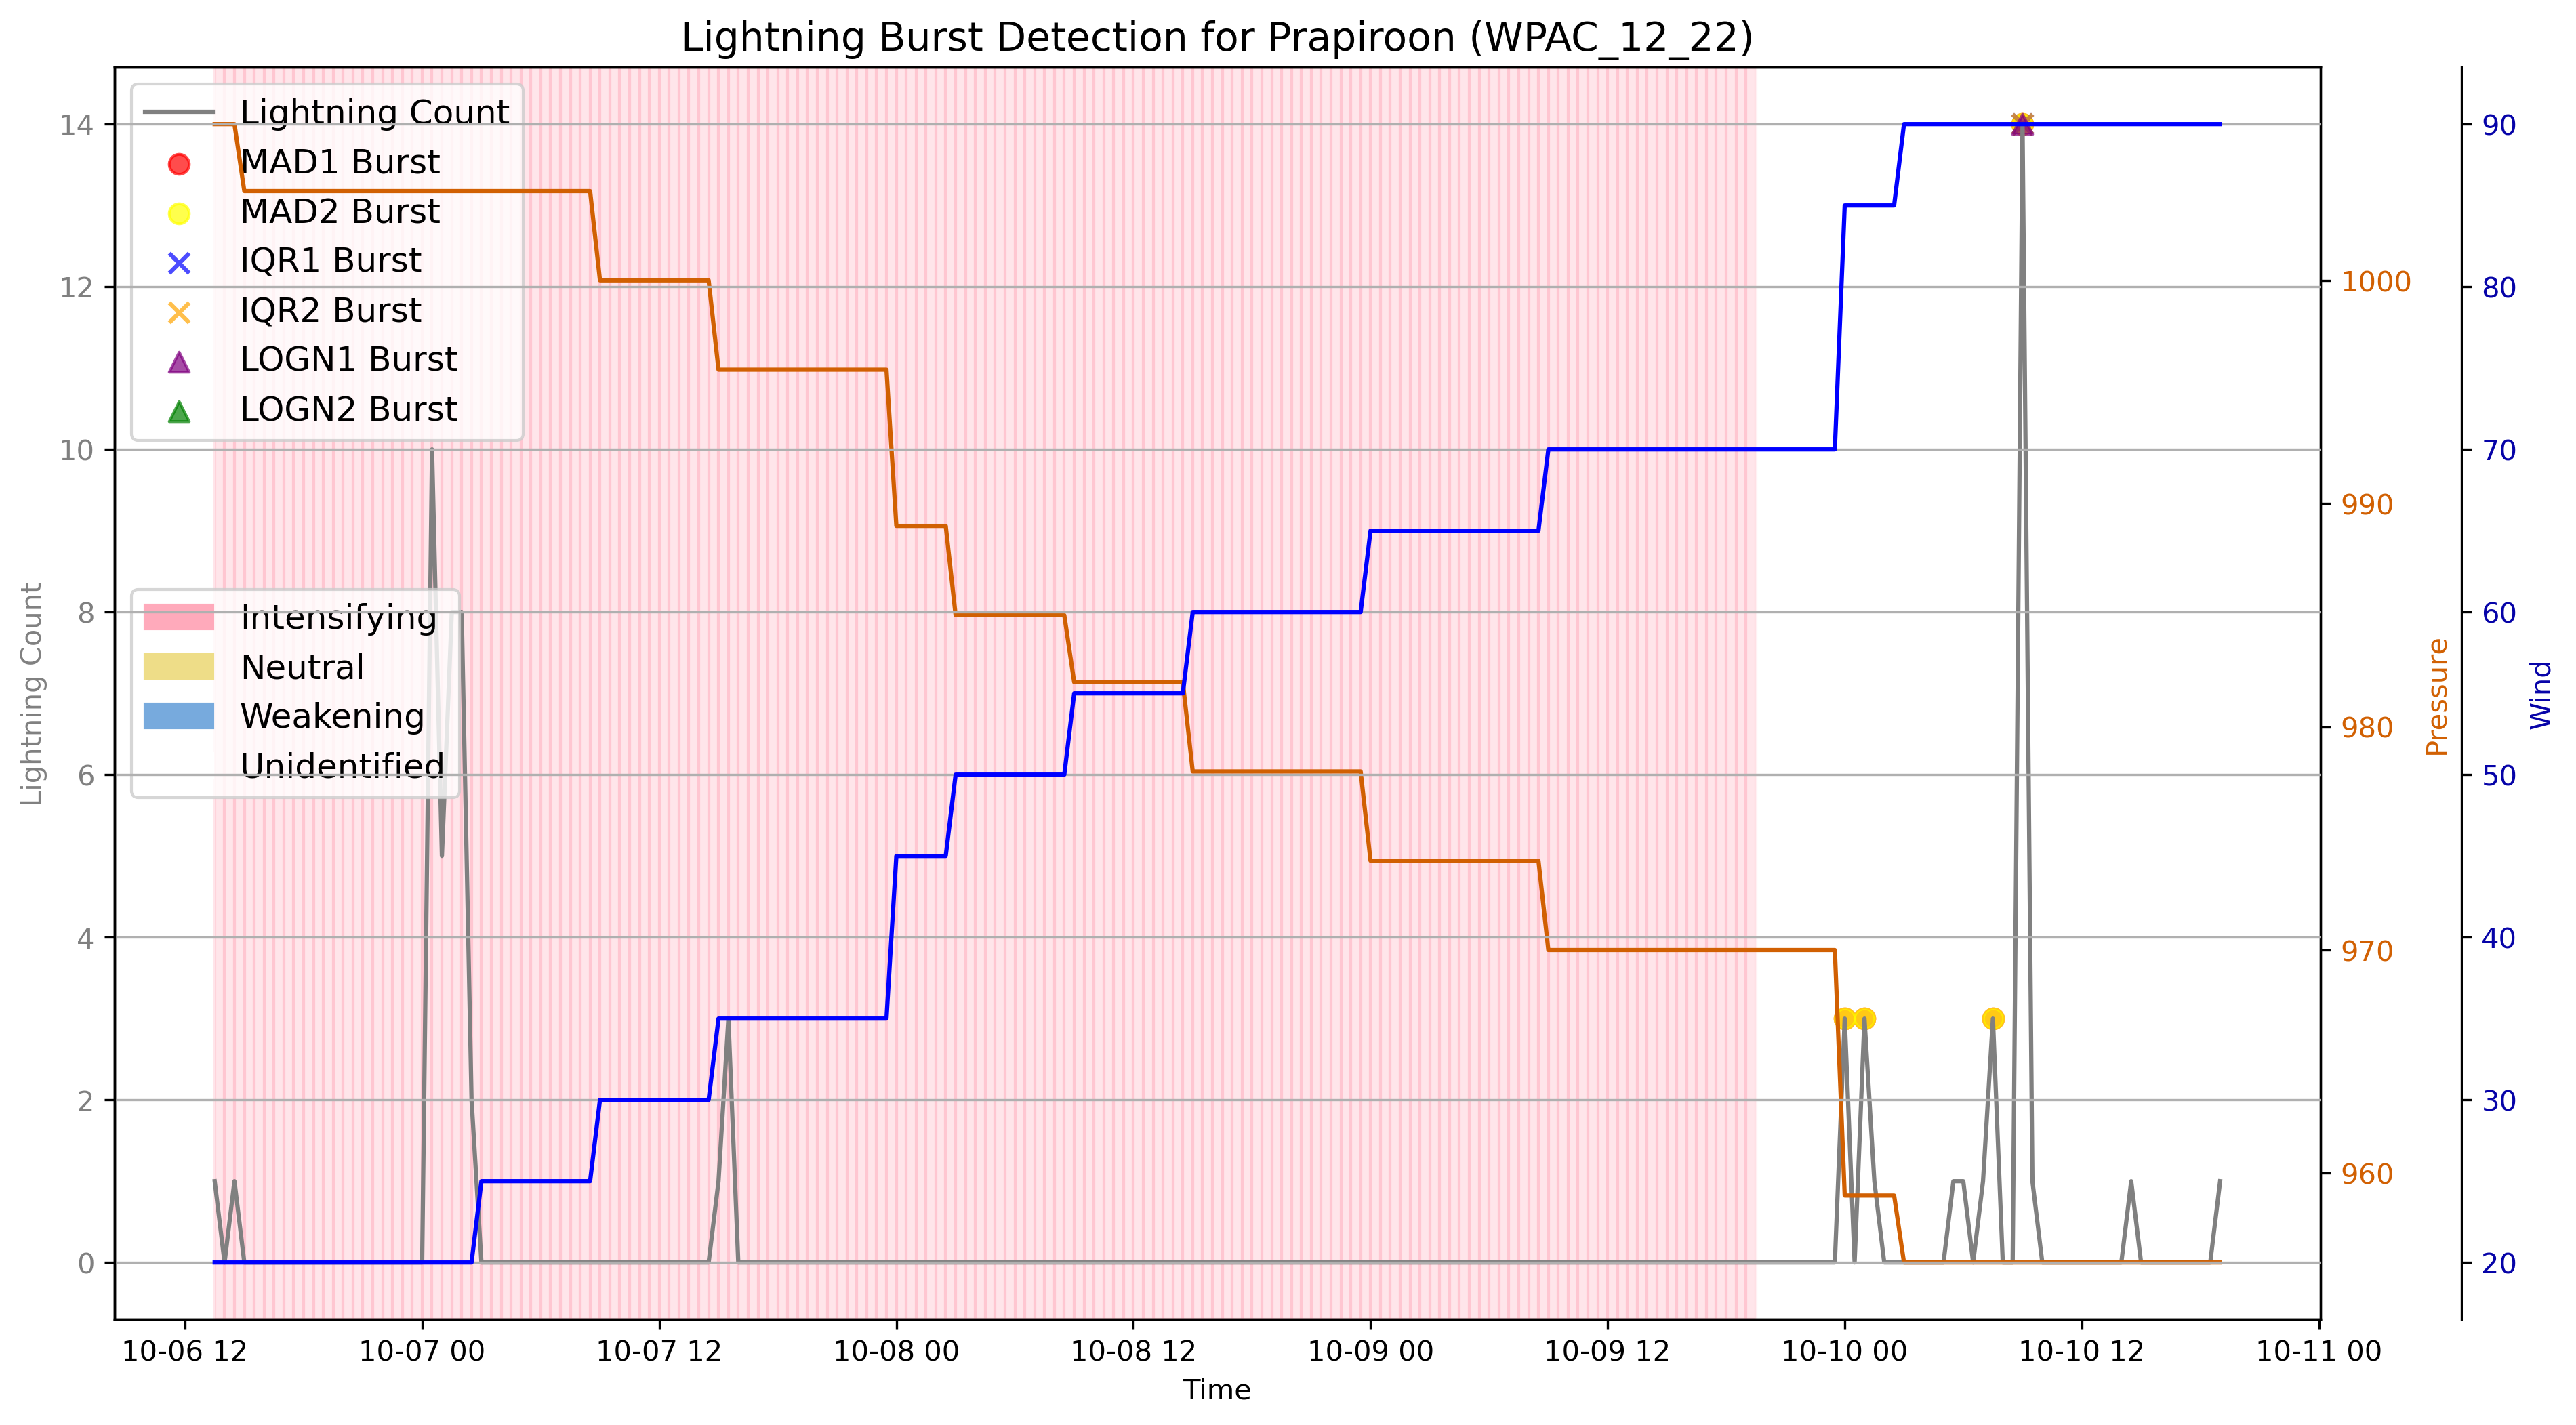 Lightning Burst Detection for Prapiroon (WPAC_12_22)
Lightning Count
MAD1 Burst
MAD2 Burst
IQR1 Burst
IQR2 Burst
LOGN1 Burst
LOGN2 Burst
Intensifying
Neutral
Weakening
Unidentified
Lightning Count
14
12
10
8
6
4
2
0
1000
990
980
970
960
Pressure
90
80
70
60
50
40
30
20
Wind
10-06 12
10-07 00
10-07 12
10-08 00
10-08 12
10-09 00
10-09 12
10-10 00
10-10 12
10-11 00
Time